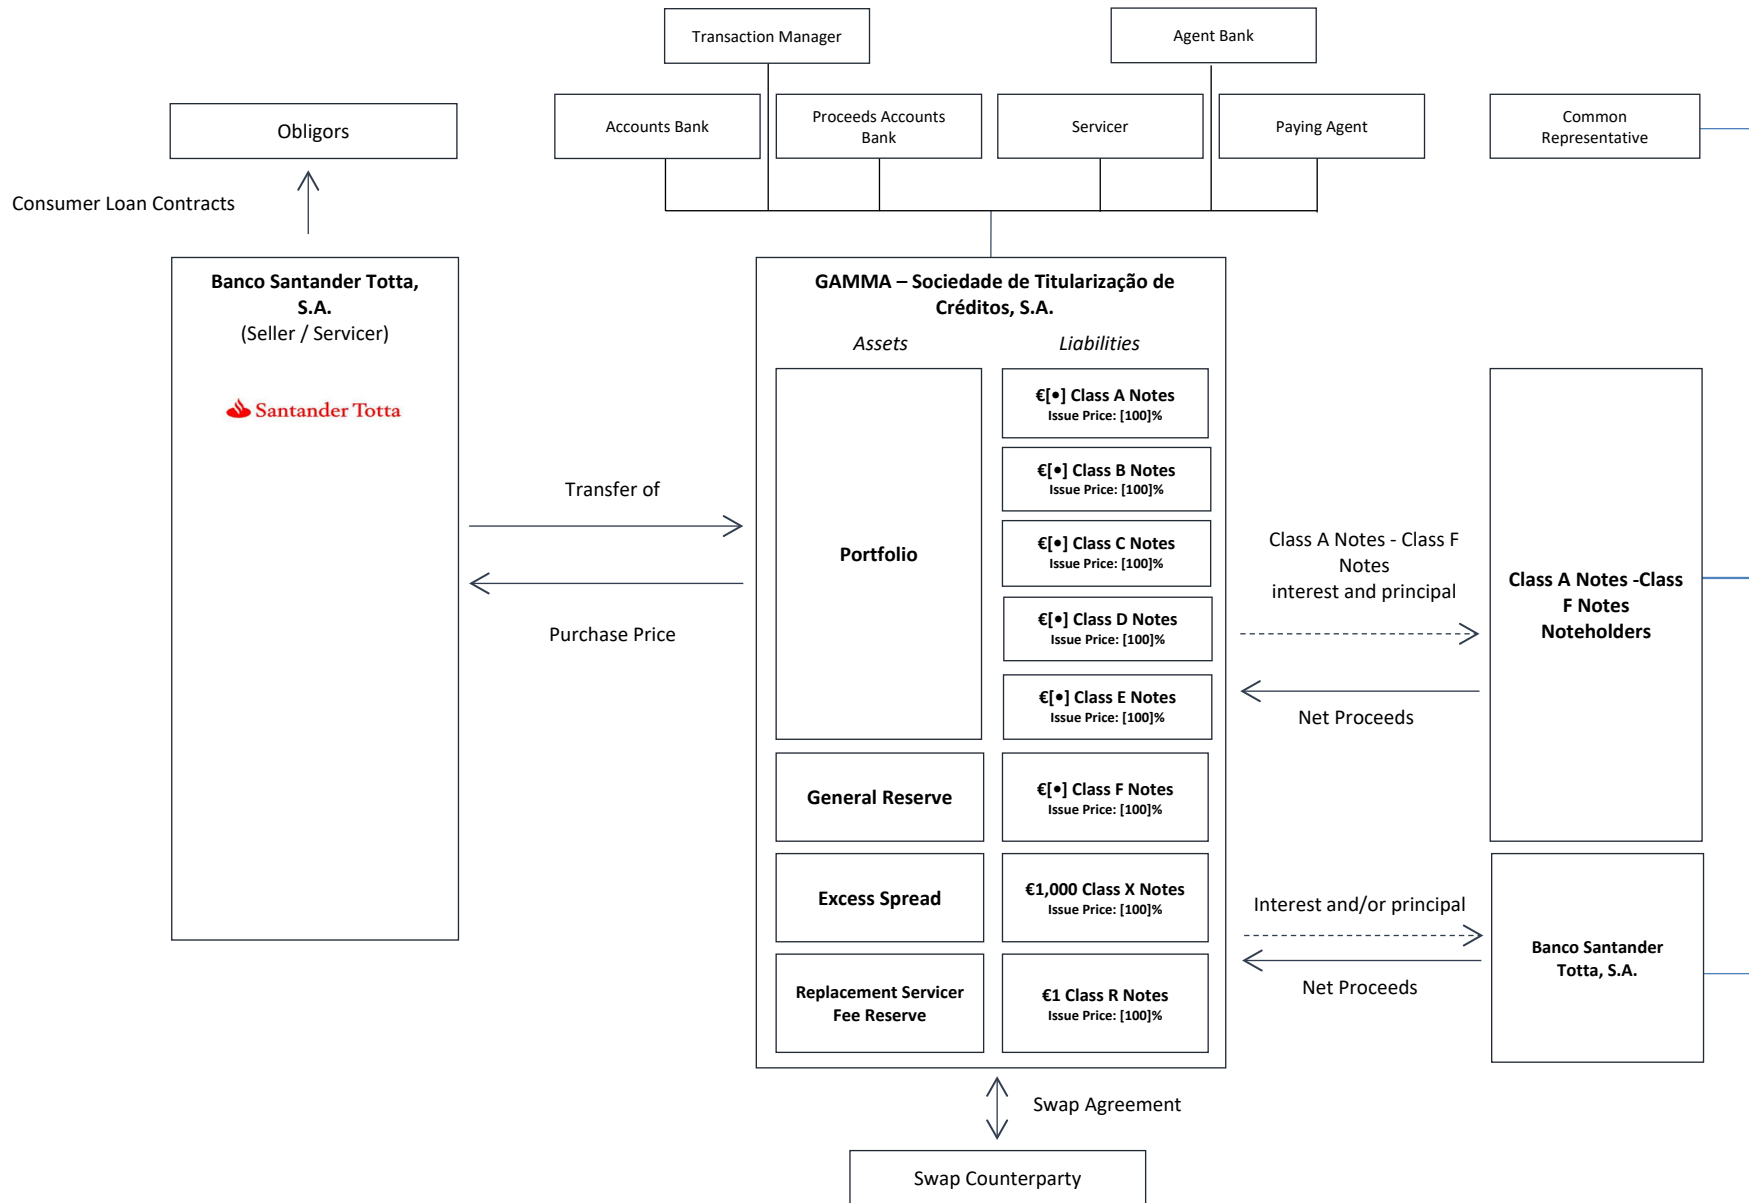 Transaction Manager
Agent Bank
Obligors
Accounts Bank
Proceeds Accounts
Bank
Servicer
Paying Agent
Common
Representative
Consumer Loan Contracts
Banco Santander Totta,
S.A.
(Seller / Servicer)
Santander Totta
GAMMA – Sociedade de Titularização de
Créditos, S.A.
Assets
Liabilities
Portfolio
€[•] Class A Notes
Issue Price: [100]%
€[•] Class B Notes
Issue Price: [100]%
€[•] Class C Notes
Issue Price: [100]%
€[•] Class D Notes
Issue Price: [100]%
€[•] Class E Notes
Issue Price: [100]%
General Reserve
€[•] Class F Notes
Issue Price: [100]%
Excess Spread
€1,000 Class X Notes
Issue Price: [100]%
Replacement Servicer
Fee Reserve
€1 Class R Notes
Issue Price: [100]%
Transfer of
Purchase Price
Class A Notes - Class F
Notes
interest and principal
Net Proceeds
Class A Notes -Class
F Notes
Noteholders
Interest and/or principal
Net Proceeds
Banco Santander
Totta, S.A.
Swap Agreement
Swap Counterparty